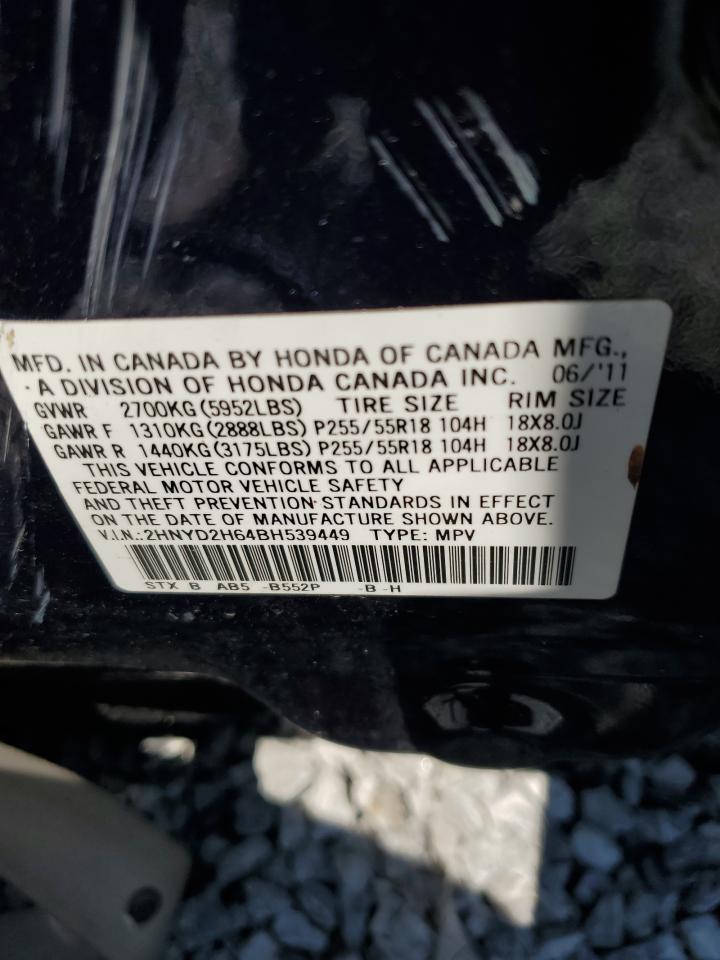 MFD. IN CANADA BY HONDA OF CANADA MFG.,
A DIVISION OF HONDA CANADA INC. 06/'11
GVWR 2700KG(5952LBS) TIRE SIZE RIM SIZE
GAWR F 1310KG(2888LBS) P255/55R18 104H 18X8.0J
GAWR R 1440KG(3175LBS) P255/55R18 104H 18X8.0J
THIS VEHICLE CONFORMS TO ALL APPLICABLE
FEDERAL MOTOR VEHICLE SAFETY
AND THEFT PREVENTION STANDARDS IN EFFECT
ON THE DATE OF MANUFACTURE SHOWN ABOVE.
V.I.N.:2HNYD2H64BH539449 TYPE: MPV
STX B AB5 -B552P -B -H